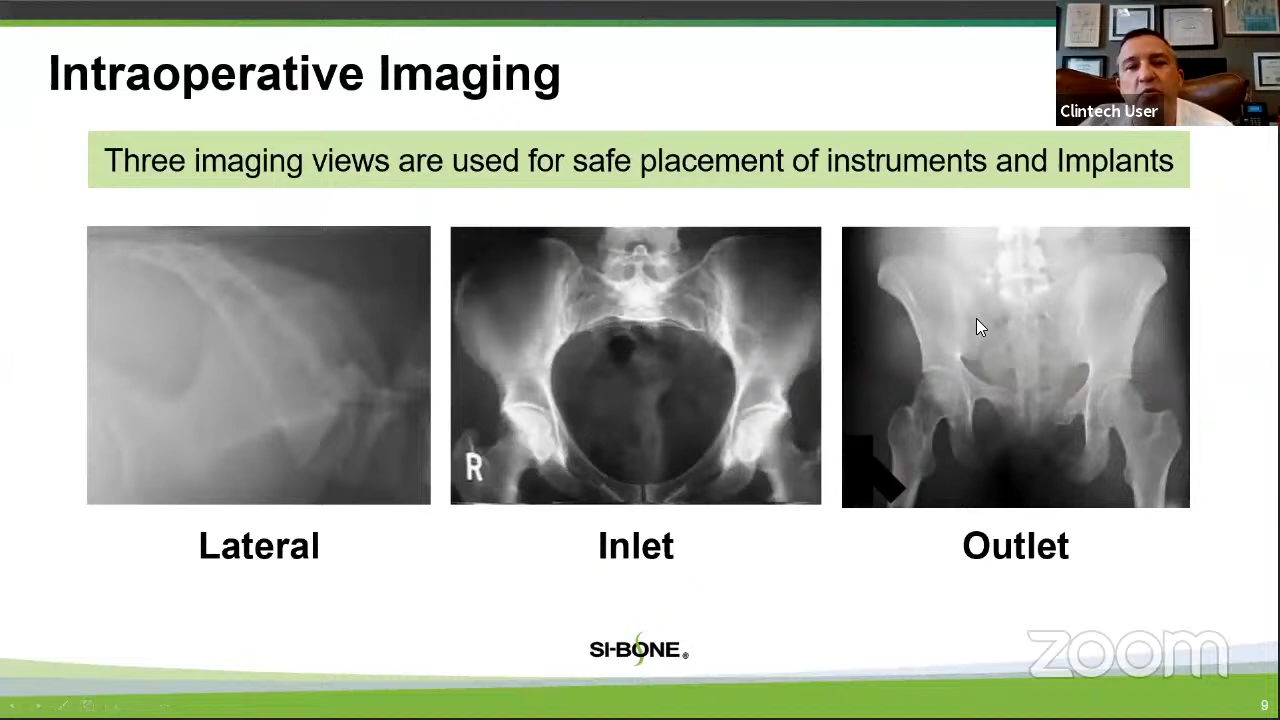 Intraoperative Imaging
Clintech User
Three imaging views are used for safe placement of instruments and Implants
R
Lateral
Inlet
Outlet
SI-BONE®
zoom
9